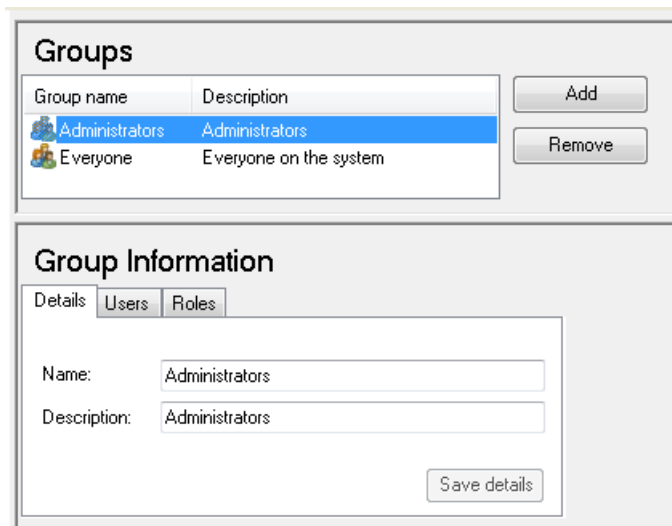 Groups
Group name Description
Add
Administrators Administrators
Remove
Everyone Everyone on the system
Group Information
Details Users Roles
Name: Administrators
Description: Administrators
Save details